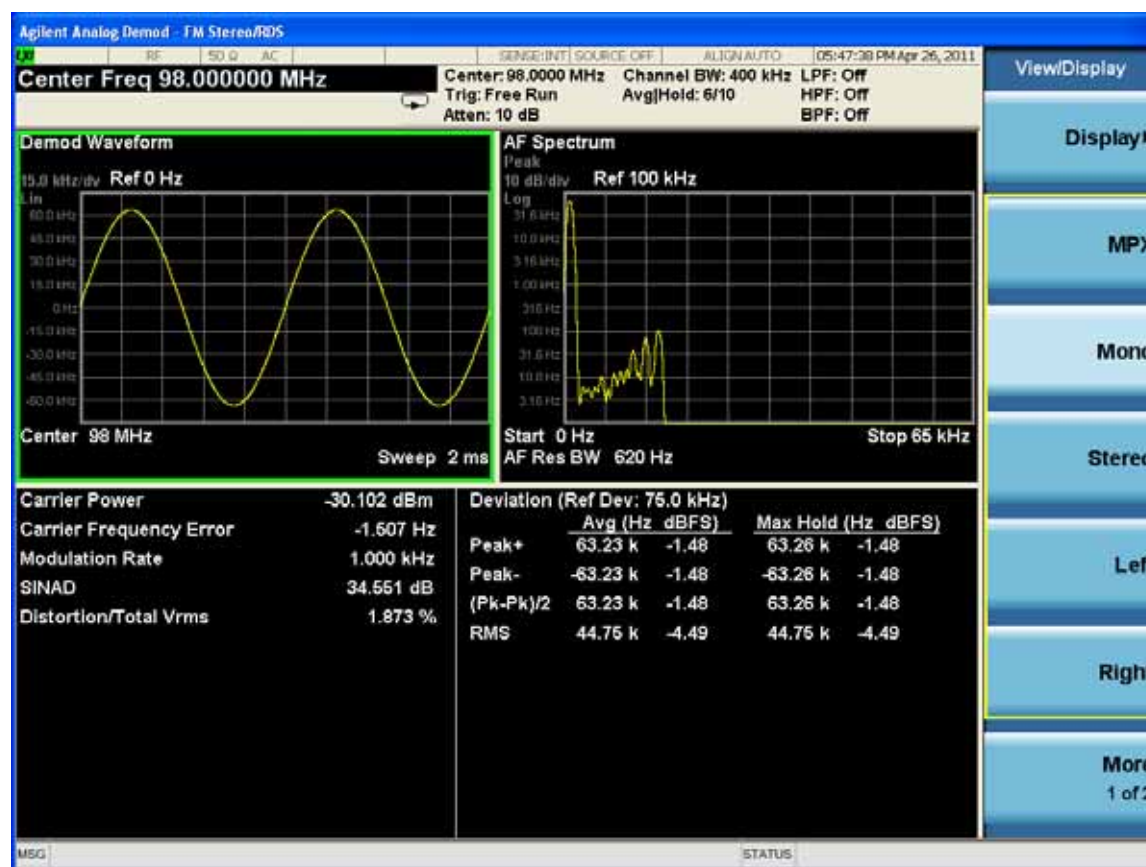 Agilent Analog Demod - FM Stereo/RDS
RF 50 Ω AC SENSE:INT SOURCE OFF ALIGN AUTO 05:47:38 PM Apr 26, 2011
Center Freq 98.000000 MHz
Center: 98.0000 MHz Channel BW: 400 kHz LPF: Off
Trig: Free Run Avg|Hold: 6/10 HPF: Off
Atten: 10 dB BPF: Off
Demod Waveform
15.0 kHz/div Ref 0 Hz
Lin
60.0 kHz
45.0 kHz
30.0 kHz
15.0 kHz
0 Hz
-15.0 kHz
-30.0 kHz
-45.0 kHz
-60.0 kHz
Center 98 MHz
Sweep 2 ms
AF Spectrum
Peak
10 dB/div Ref 100 kHz
Log
31.6 kHz
10.0 kHz
3.16 kHz
1.00 kHz
316 Hz
100 Hz
31.6 Hz
10.0 Hz
3.16 Hz
Start 0 Hz Stop 65 kHz
AF Res BW 620 Hz
Carrier Power -30.102 dBm
Carrier Frequency Error -1.507 Hz
Modulation Rate 1.000 kHz
SINAD 34.551 dB
Distortion/Total Vrms 1.873 %
Deviation (Ref Dev: 75.0 kHz)
Avg (Hz dBFS) Max Hold (Hz dBFS)
Peak+ 63.23 k -1.48 63.26 k -1.48
Peak- -63.23 k -1.48 -63.26 k -1.48
(Pk-Pk)/2 63.23 k -1.48 63.26 k -1.48
RMS 44.75 k -4.49 44.75 k -4.49
View/Display
Display
MPX
Mono
Stereo
Left
Righ
More
1 of 2
MSG STATUS